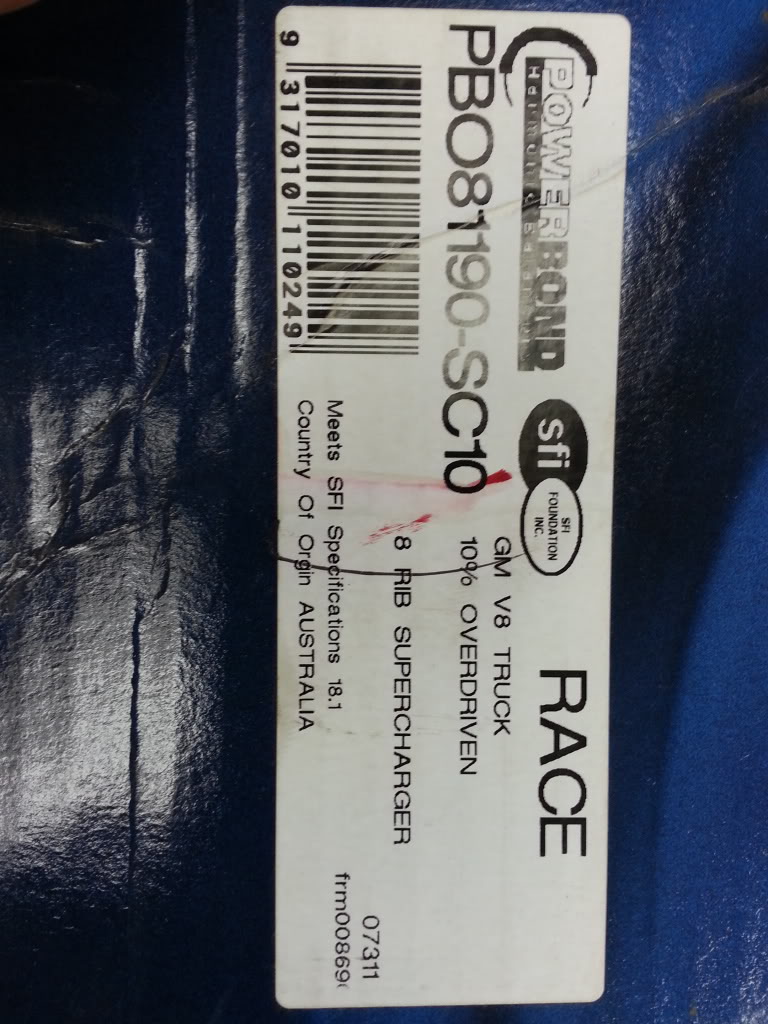 POWERBOND
sfi
SFI
FOUNDATION
INC.
RACE
PBO81190-SC10
GM V8 TRUCK
10% OVERDRIVEN
8 RIB SUPERCHARGER
9 317010 110249
Meets SFI Specifications 18.1
Country Of Orgin AUSTRALIA
07311